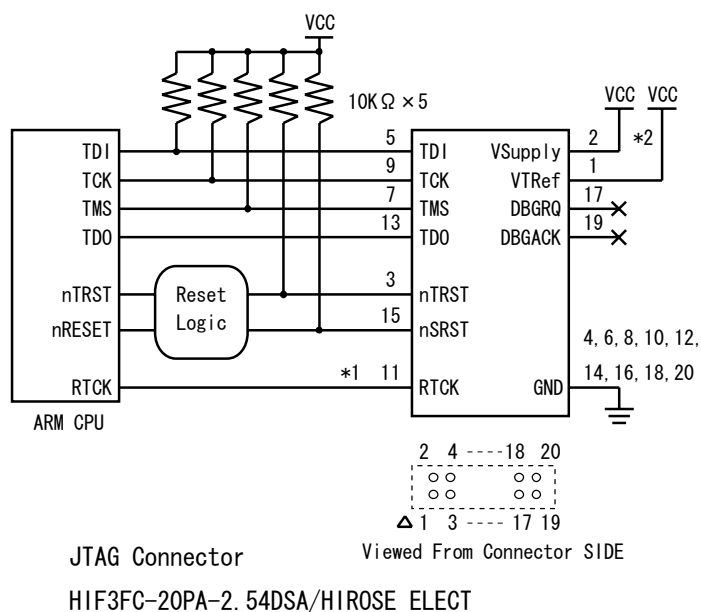 VCC
10KΩ×5
VCC VCC
TDI 5 TDI VSupply 2 *2
TCK 9 TCK VTRef 1
TMS 7 TMS DBGRQ 17
TDO 13 TDO DBGACK 19
nTRST Reset 3 nTRST
nRESET Logic 15 nSRST
4, 6, 8, 10, 12,
RTCK *1 11 RTCK GND 14, 16, 18, 20
ARM CPU
2 4 ----18 20
1 3 ---- 17 19
JTAG Connector Viewed From Connector SIDE
HIF3FC-20PA-2.54DSA/HIROSE ELECT